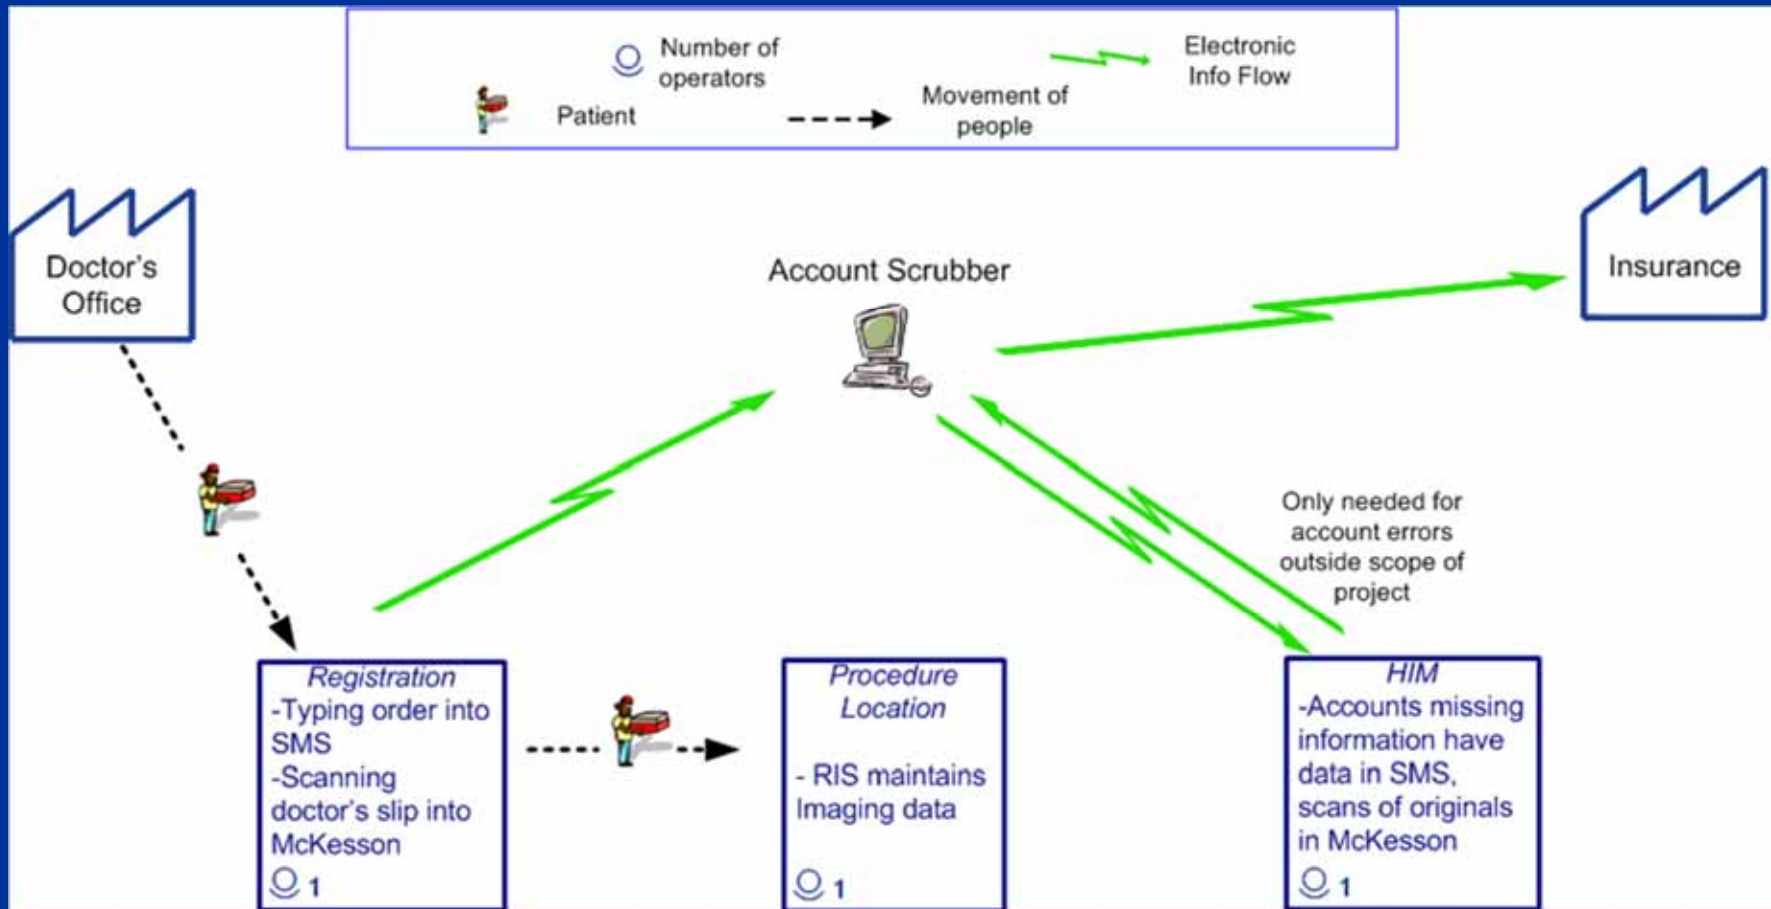 Number of
operators
Electronic
Info Flow
Patient
Movement of
people
Doctor's
Office
Account Scrubber
Insurance
Only needed for
account errors
outside scope of
project
Registration
-Typing order into
SMS
-Scanning
doctor's slip into
McKesson
1
Procedure
Location
- RIS maintains
Imaging data
1
HIM
-Accounts missing
information have
data in SMS,
scans of originals
in McKesson
1